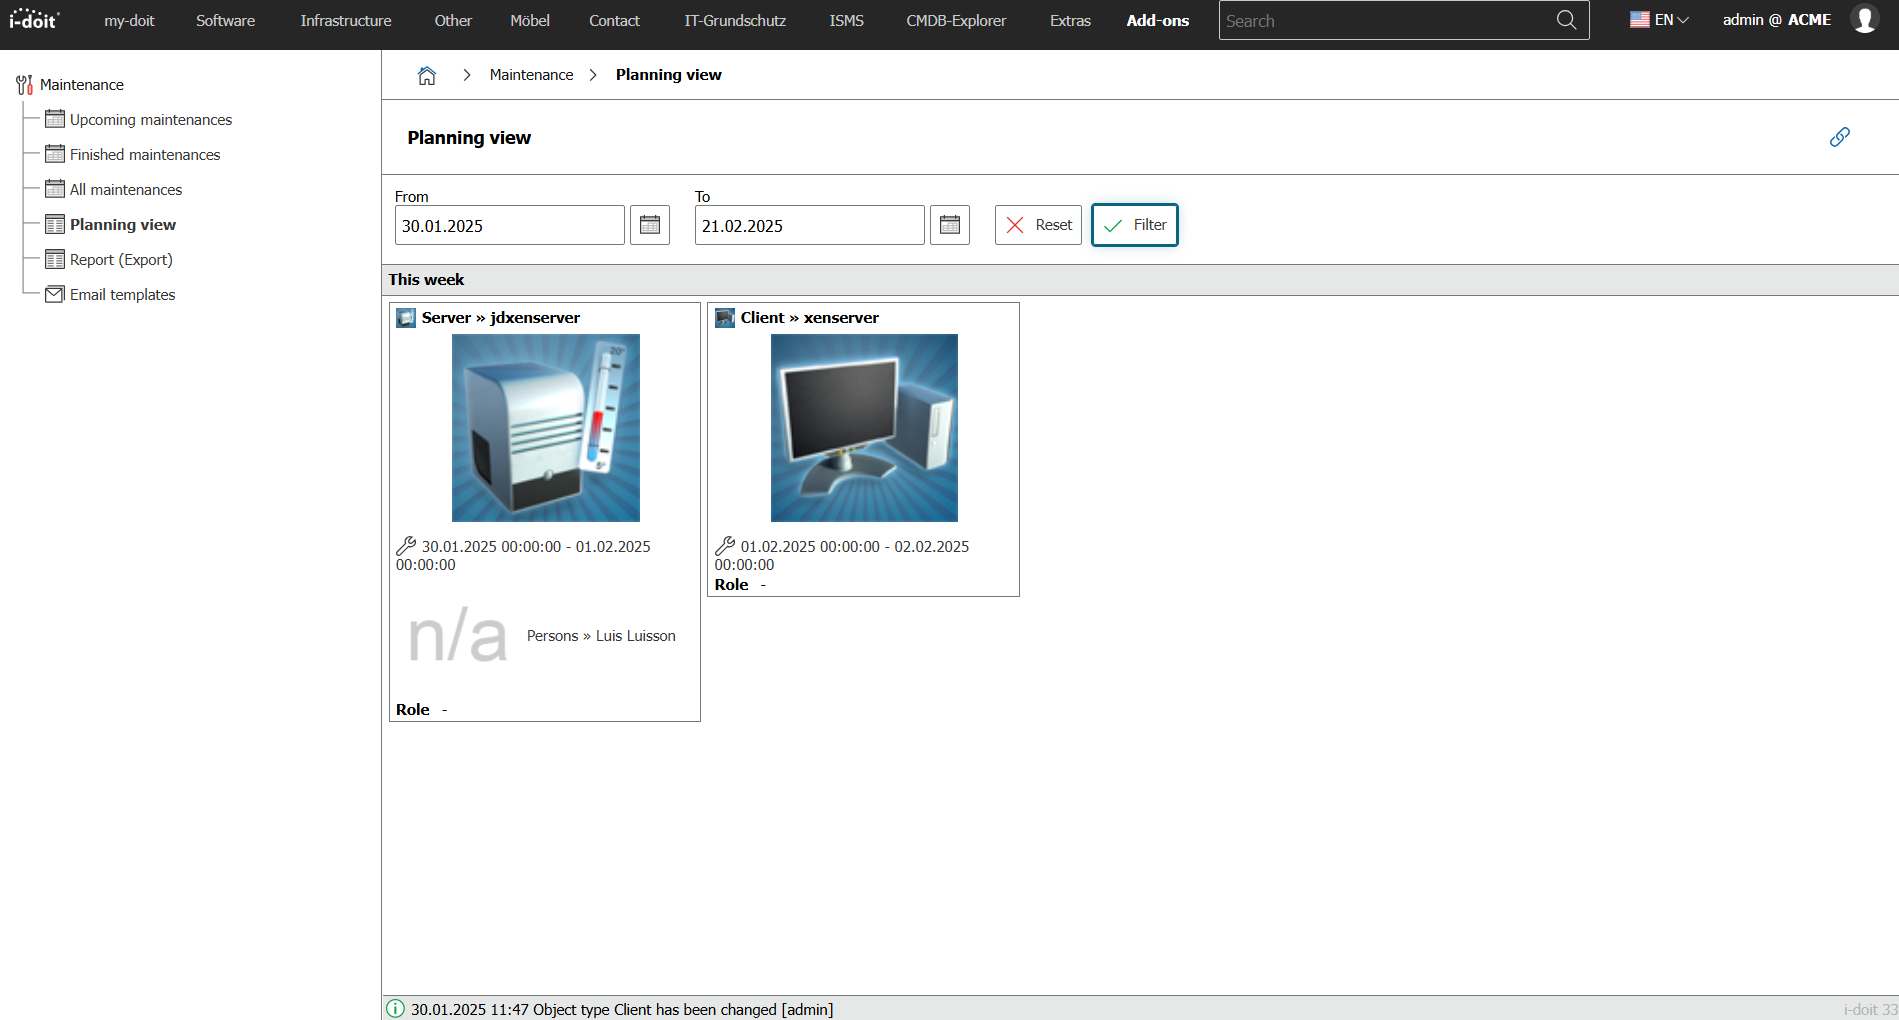 i-doit
my-doit Software Infrastructure Other Möbel Contact IT-Grundschutz ISMS CMDB-Explorer Extras Add-ons Search EN admin @ ACME
Maintenance
Upcoming maintenances
Finished maintenances
All maintenances
Planning view
Report (Export)
Email templates
Maintenance Planning view
Planning view
From To
30.01.2025 21.02.2025 Reset Filter
This week
Server » jdxenserver
20°
5°
30.01.2025 00:00:00 - 01.02.2025
00:00:00
n/a Persons » Luis Luisson
Role -
Client » xenserver
01.02.2025 00:00:00 - 02.02.2025
00:00:00
Role -
30.01.2025 11:47 Object type Client has been changed [admin]
i-doit 33